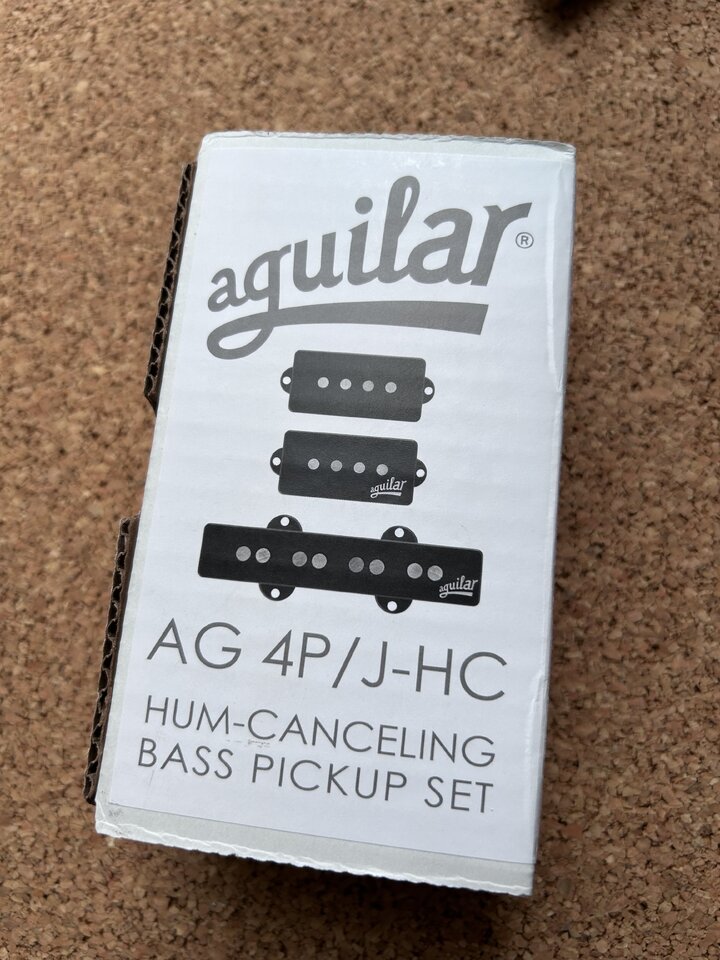 aguilar®
aguilar
aguilar
AG 4P/J-HC
HUM-CANCELING
BASS PICKUP SET